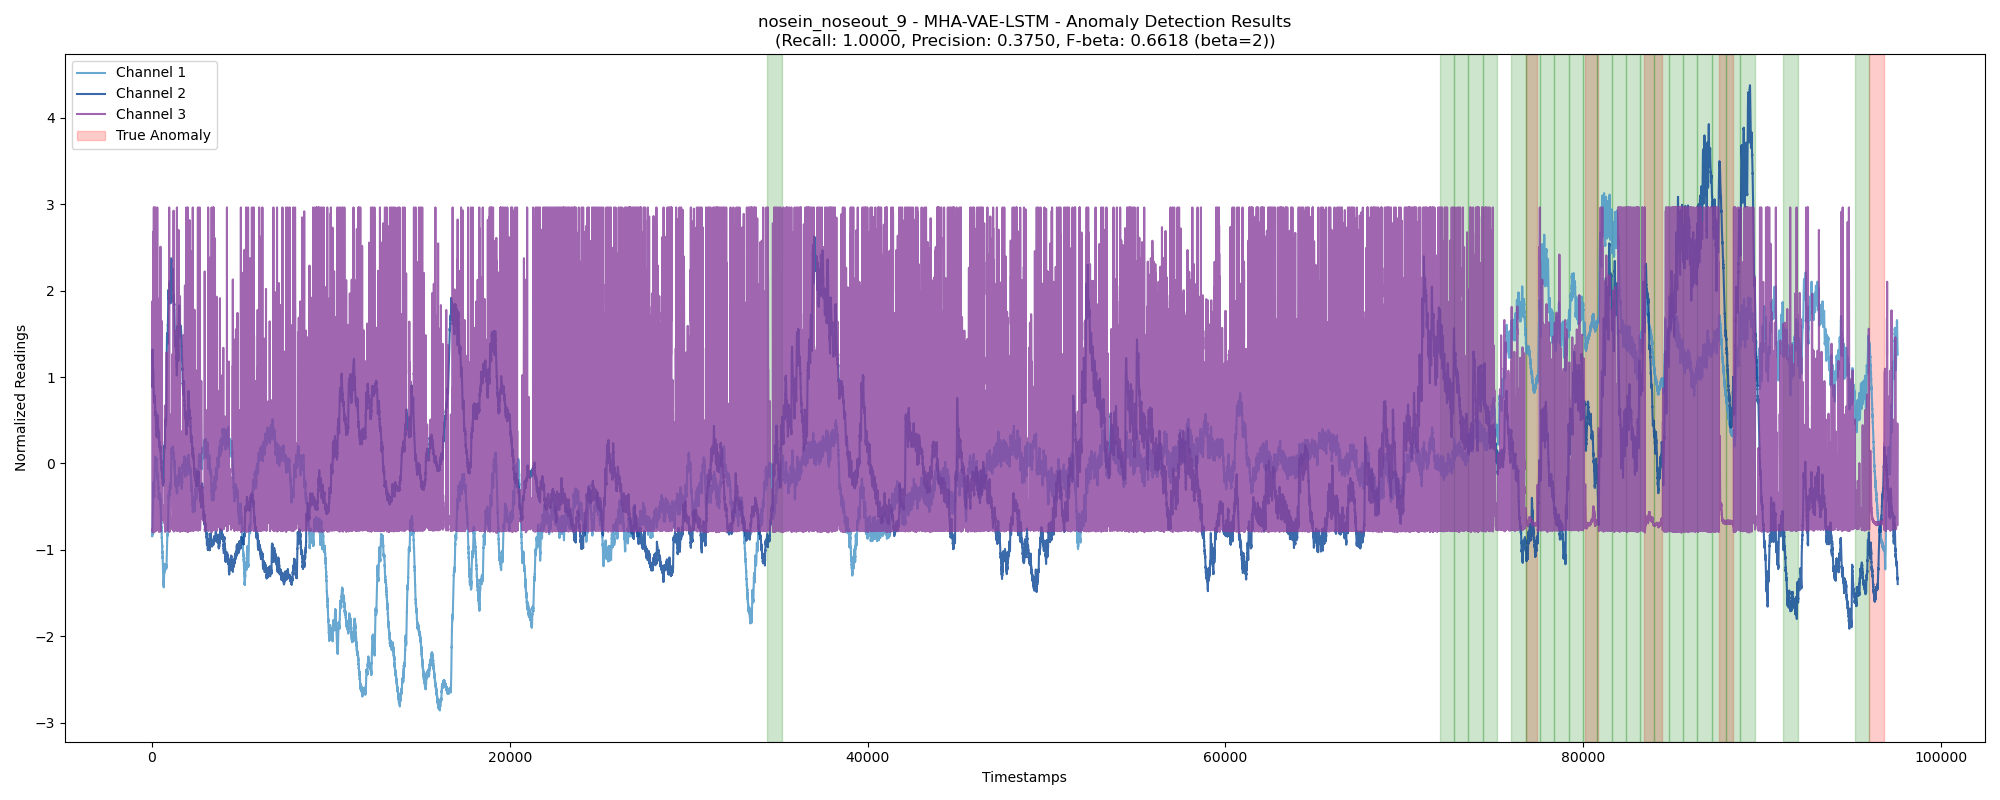 nosein_noseout_9 - MHA-VAE-LSTM - Anomaly Detection Results
(Recall: 1.0000, Precision: 0.3750, F-beta: 0.6618 (beta=2))
Channel 1
Channel 2
Channel 3
True Anomaly
Normalized Readings
4
3
2
1
0
−1
−2
−3
0 20000 40000 60000 80000 100000
Timestamps